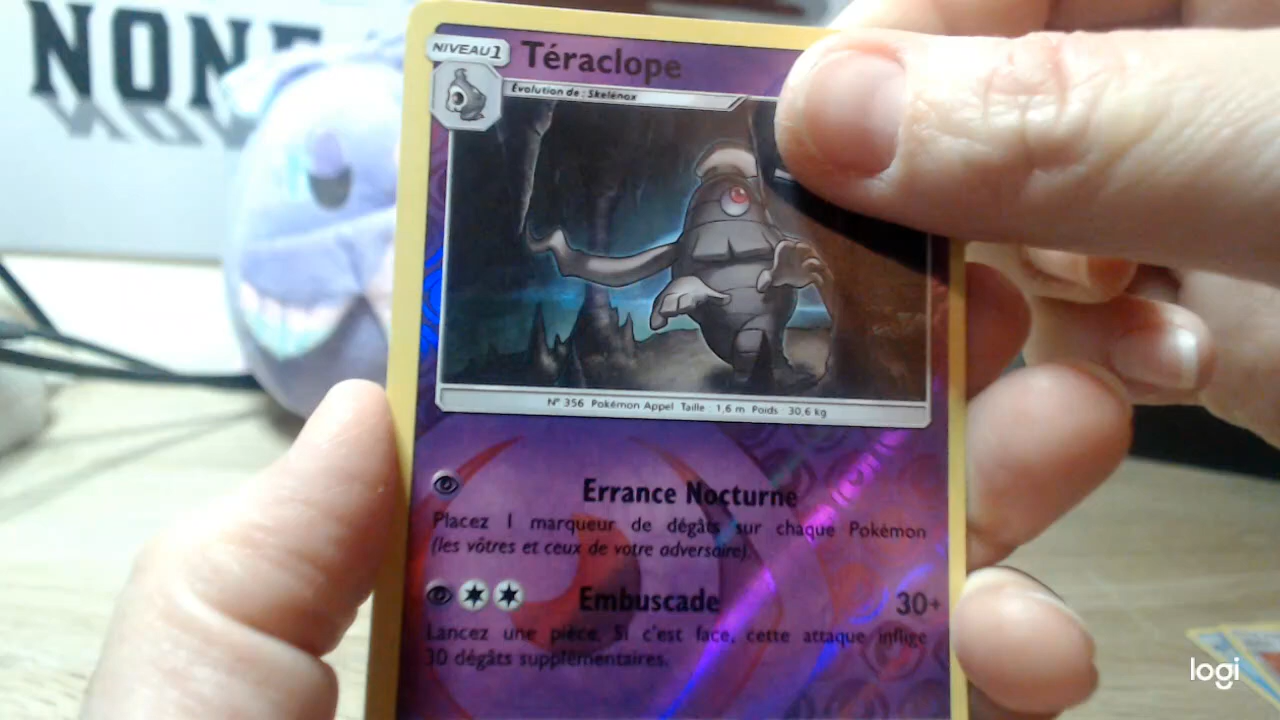 NON
NIVEAU 1
Téraclope
Évolution de : Skelénox
N° 356 Pokémon Appel Taille : 1,6 m Poids : 30,6 kg
Errance Nocturne
Placez 1 marqueur de dégâts sur chaque Pokémon
(les vôtres et ceux de votre adversaire).
Embuscade 30+
Lancez une pièce. Si c'est face, cette attaque inflige
30 dégâts supplémentaires.
logi